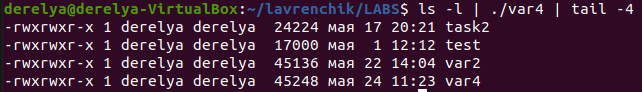 derelya@derelya-VirtualBox:~/lavrenchik/LABS$ ls -l | ./var4 | tail -4
-rwxrwxr-x 1 derelya derelya  24224 мая 17 20:21 task2
-rwxrwxr-x 1 derelya derelya  17000 мая  1 12:12 test
-rwxrwxr-x 1 derelya derelya  45136 мая 22 14:04 var2
-rwxrwxr-x 1 derelya derelya  45248 мая 24 11:23 var4